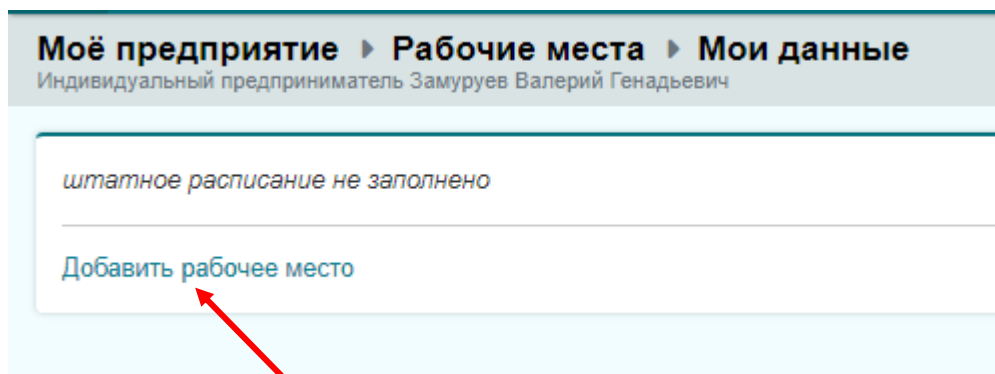 Моё предприятие ▶ Рабочие места ▶ Мои данные
Индивидуальный предприниматель Замуруев Валерий Генадьевич
штатное расписание не заполнено
Добавить рабочее место